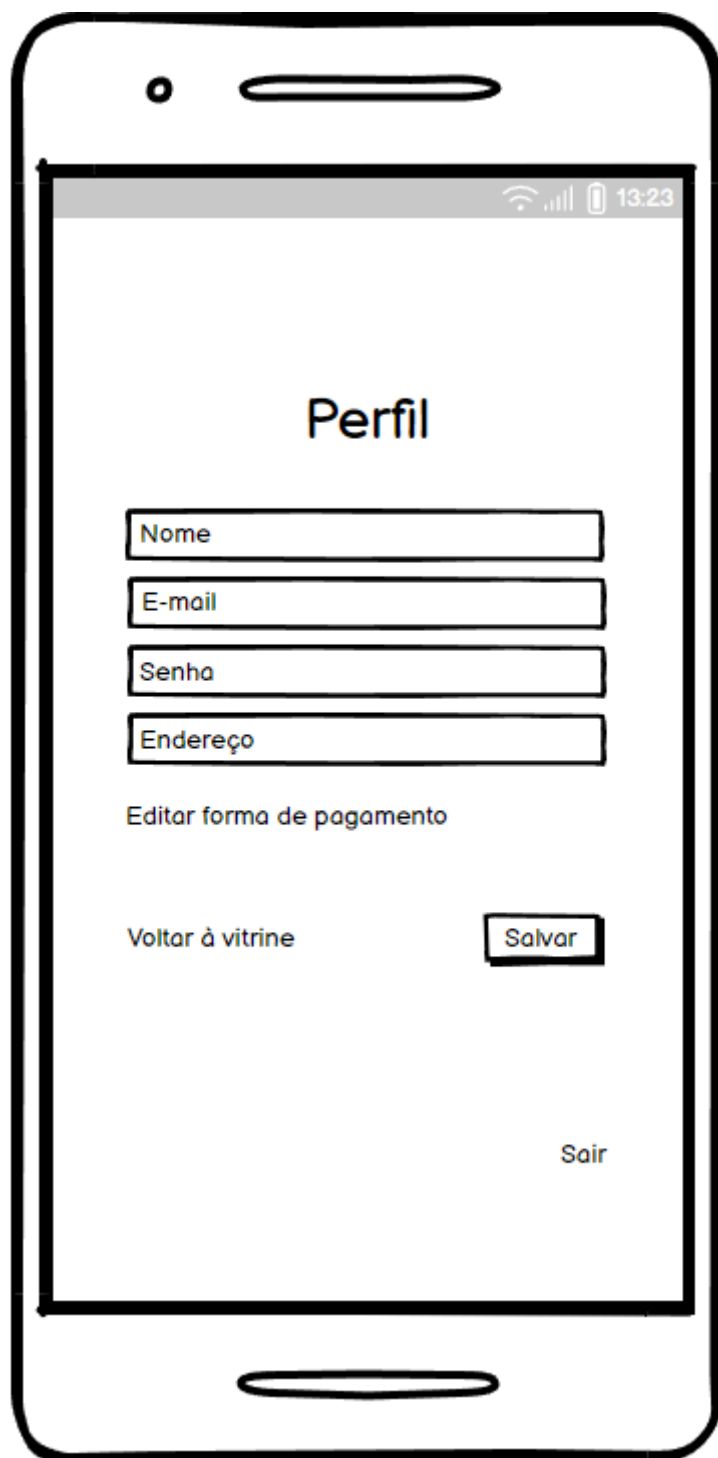 13:23
Perfil
Nome
E-mail
Senha
Endereço
Editar forma de pagamento
Voltar à vitrine
Salvar
Sair